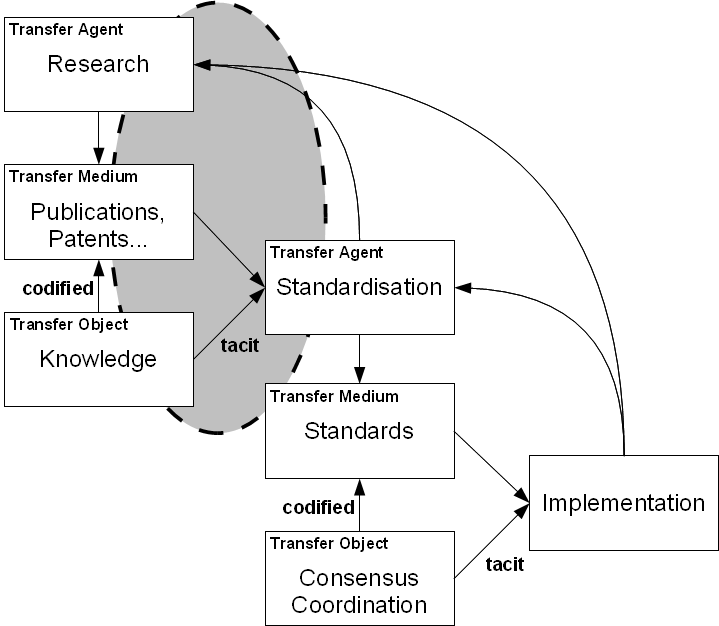 Transfer Agent
Research
Transfer Medium
Publications,
Patents...
codified
Transfer Object
Knowledge
tacit
Transfer Agent
Standardisation
Transfer Medium
Standards
codified
Transfer Object
Consensus
Coordination
tacit
Implementation